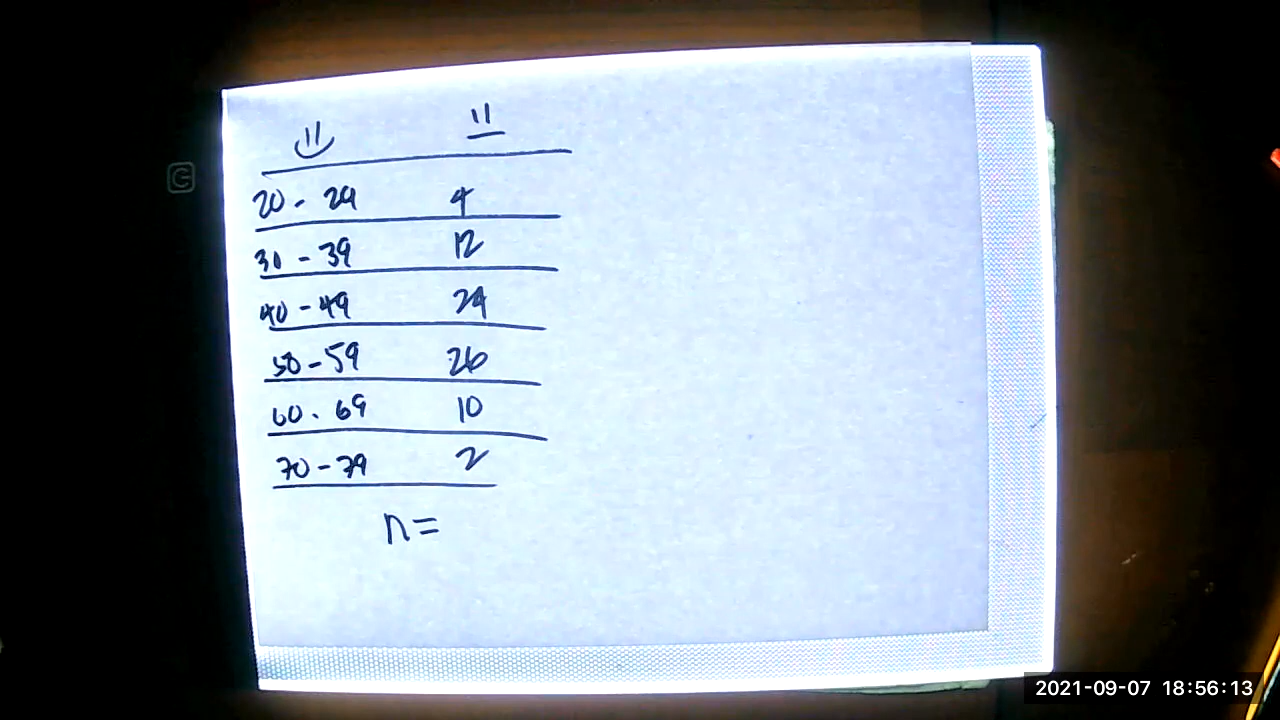 20 - 29 4
30 - 39 12
40 - 49 24
50 - 59 26
60 - 69 10
70 - 79 2
n =
2021-09-07 18:56:13